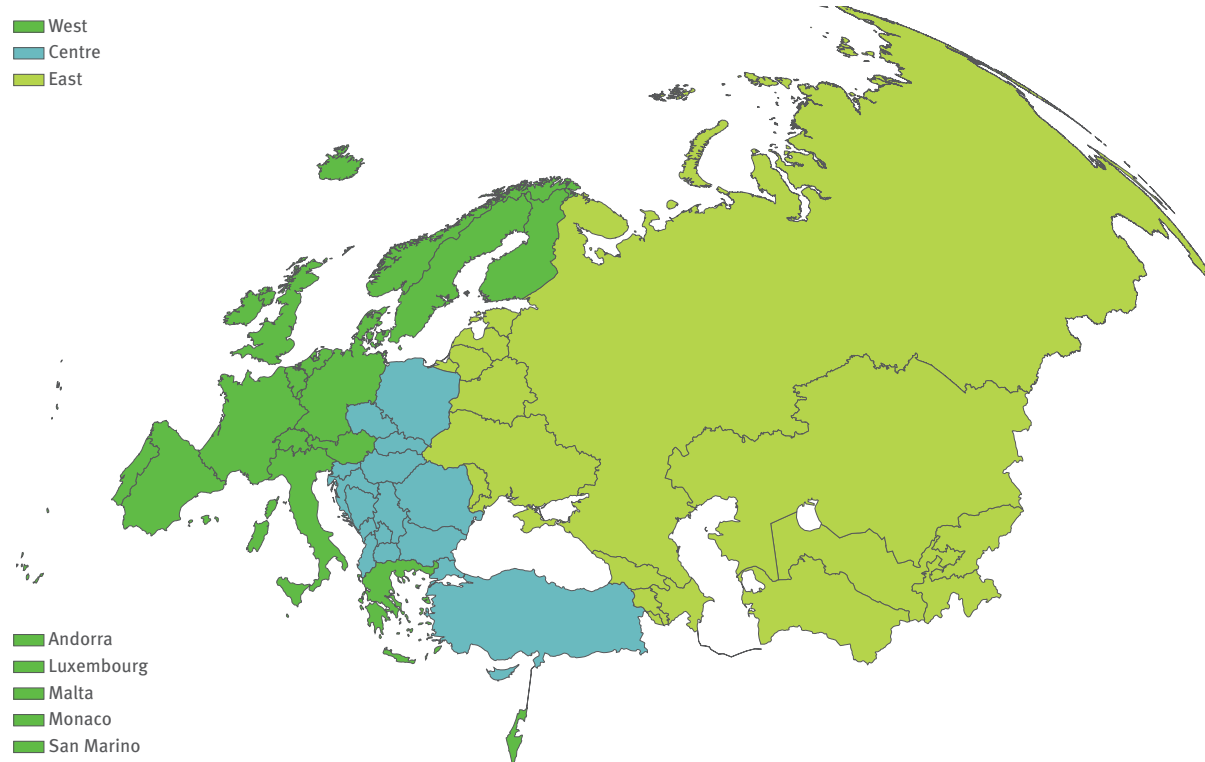 West
Centre
East
Andorra
Luxembourg
Malta
Monaco
San Marino